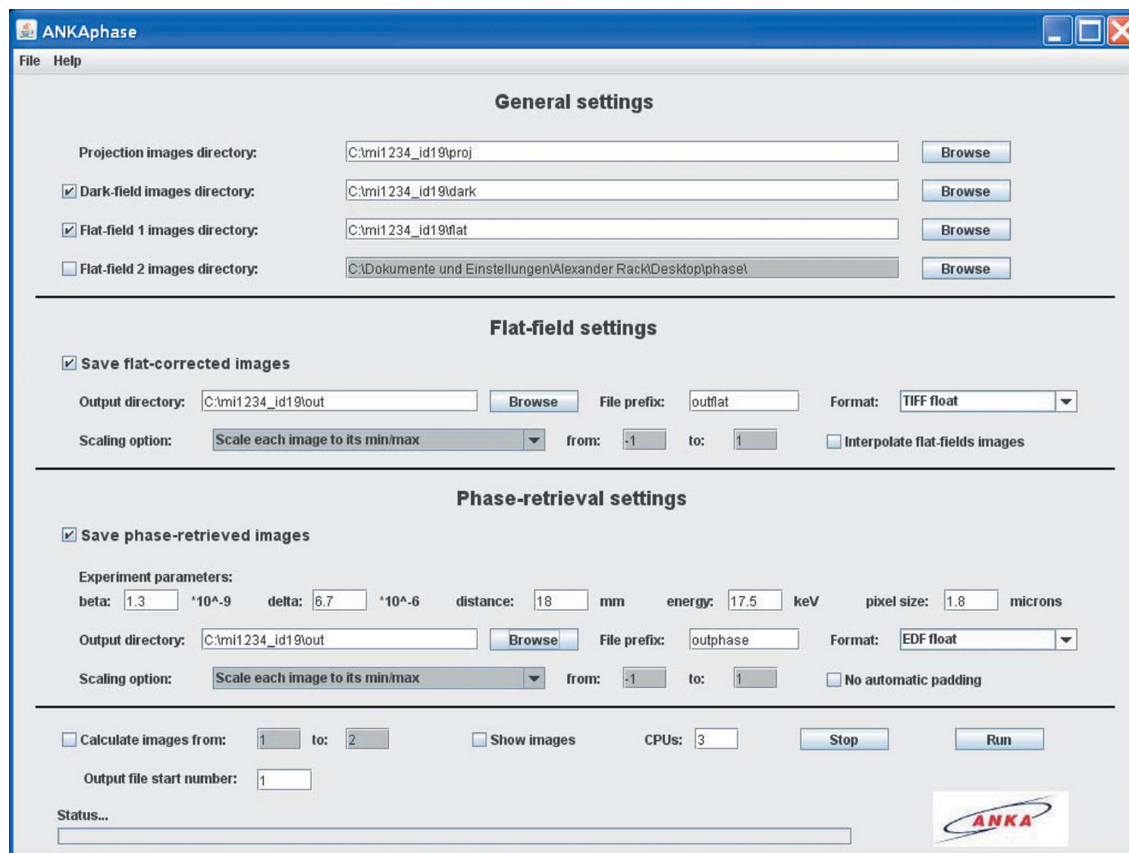 ANKAphase
File Help
General settings
Projection images directory: C:\mi1234_id19\proj Browse
Dark-field images directory: C:\mi1234_id19\dark Browse
Flat-field 1 images directory: C:\mi1234_id19\flat Browse
Flat-field 2 images directory: C:\Dokumente und Einstellungen\Alexander Rack\Desktop\phase\ Browse
Flat-field settings
Save flat-corrected images
Output directory: C:\mi1234_id19\out Browse File prefix: outflat Format: TIFF float
Scaling option: Scale each image to its min/max from: -1 to: 1 Interpolate flat-fields images
Phase-retrieval settings
Save phase-retrieved images
Experiment parameters:
beta: 1.3 *10^-9 delta: 6.7 *10^-6 distance: 18 mm energy: 17.5 keV pixel size: 1.8 microns
Output directory: C:\mi1234_id19\out Browse File prefix: outphase Format: EDF float
Scaling option: Scale each image to its min/max from: -1 to: 1 No automatic padding
Calculate images from: 1 to: 2 Show images CPUs: 3 Stop Run
Output file start number: 1
Status...
ANKA